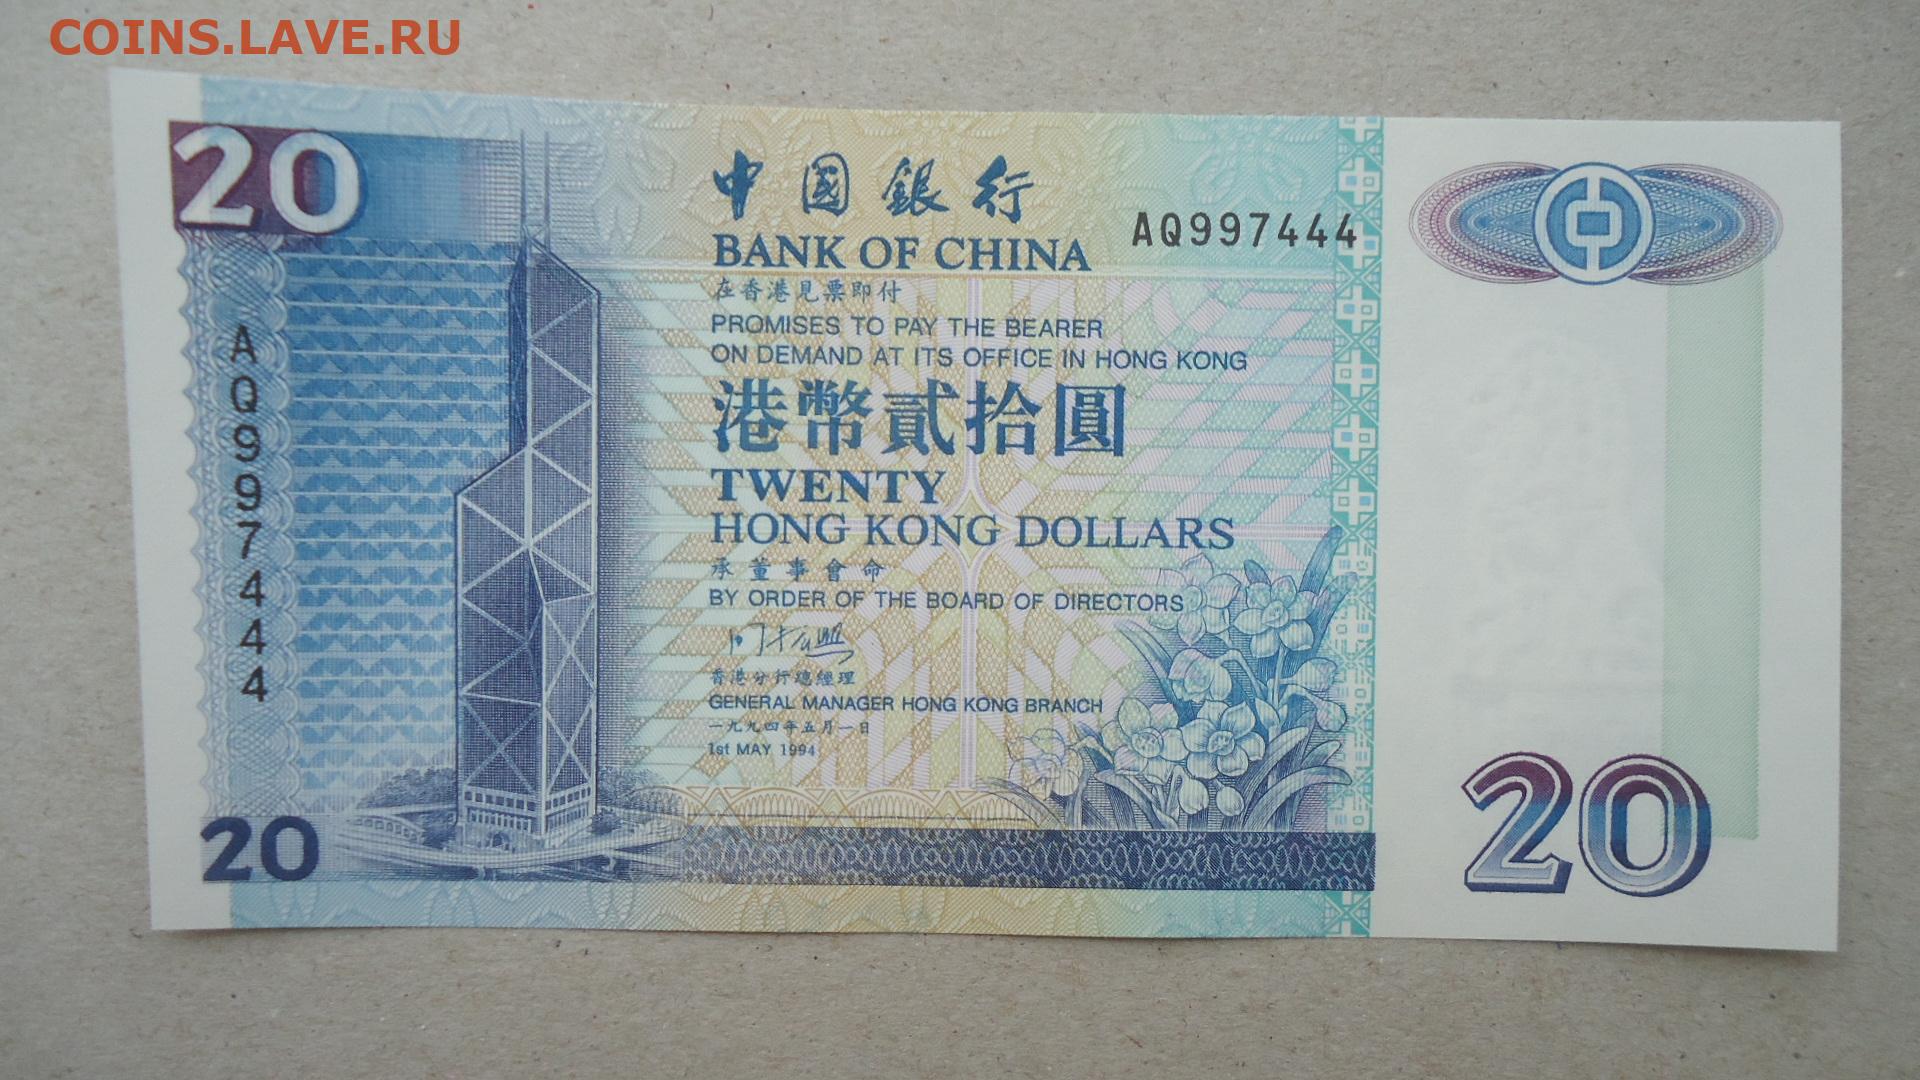 COINS.LAVE.RU
20
中國銀行
BANK OF CHINA
AQ997444
在香港見票即付
PROMISES TO PAY THE BEARER
ON DEMAND AT ITS OFFICE IN HONG KONG
港幣貳拾圓
TWENTY
HONG KONG DOLLARS
承董事會命
BY ORDER OF THE BOARD OF DIRECTORS
香港分行總經理
GENERAL MANAGER HONG KONG BRANCH
一九九四年五月一日
1st MAY 1994
AQ997444
20
20